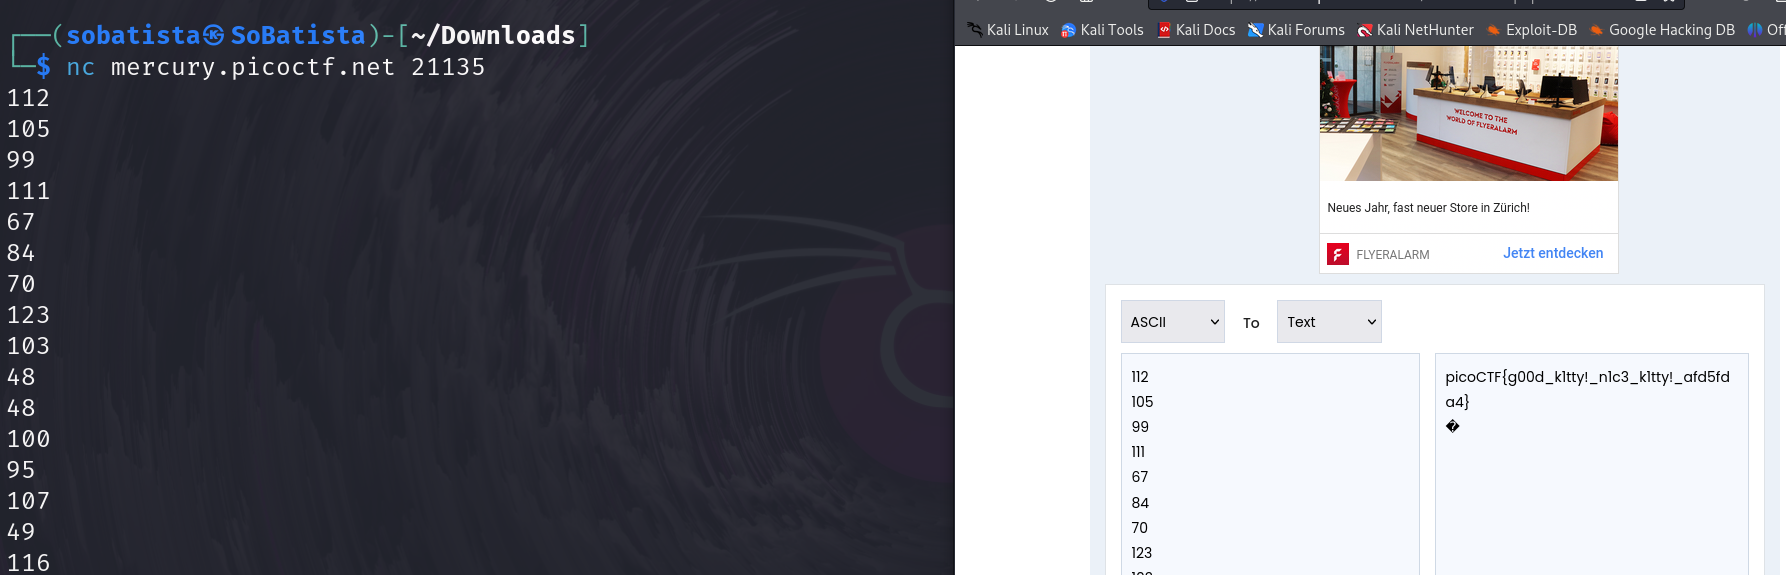 (sobatista㉿SoBatista)-[~/Downloads]
$ nc mercury.picoctf.net 21135
112
105
99
111
67
84
70
123
103
48
48
100
95
107
49
116
Kali Linux Kali Tools Kali Docs Kali Forums Kali NetHunter Exploit-DB Google Hacking DB Off
WELCOME TO THE
WORLD OF FLYERALARM
Neues Jahr, fast neuer Store in Zürich!
FLYERALARM Jetzt entdecken
ASCII To Text
112
105
99
111
67
84
70
123
picoCTF{g00d_k1tty!_n1c3_k1tty!_afd5fd
a4}
�